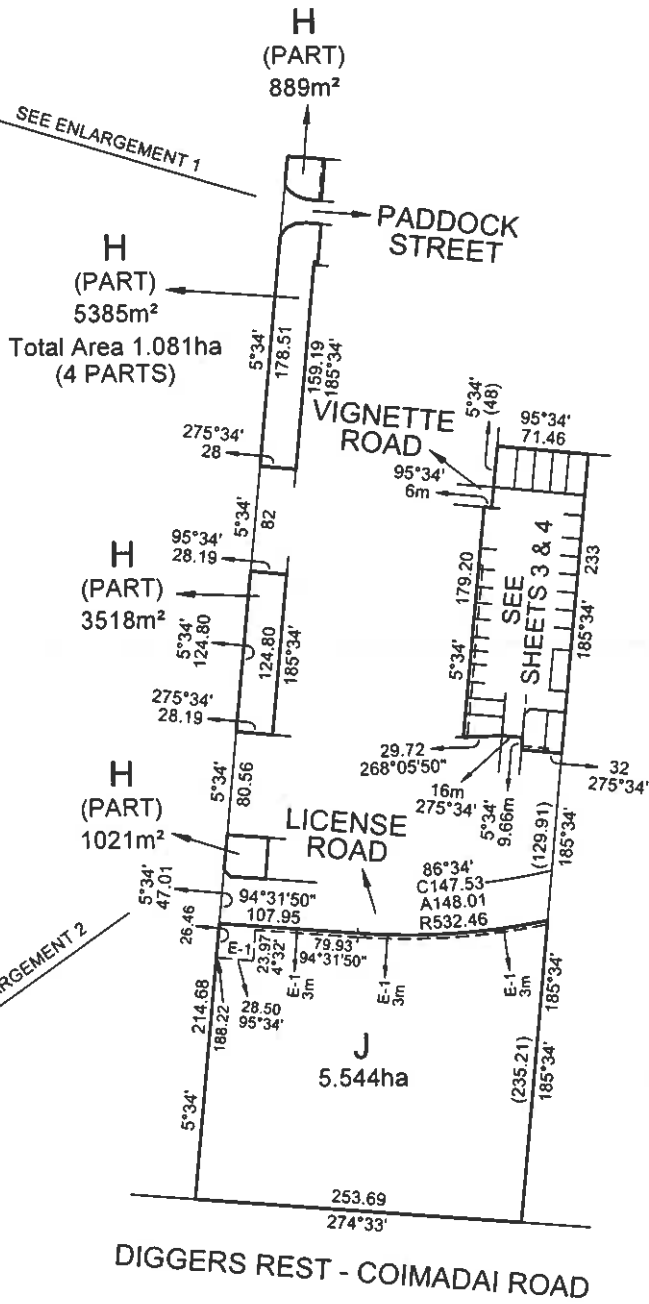 H
(PART)
889m²
SEE ENLARGEMENT 1
PADDOCK
STREET
H
(PART)
5385m²
Total Area 1.081ha
(4 PARTS)
5°34'
178.51
159.19
185°34'
275°34'
28
VIGNETTE
ROAD
5°34'
(48)
95°34'
71.46
95°34'
6m
5°34'
82
95°34'
28.19
H
(PART)
3518m²
5°34'
124.80
124.80
185°34'
275°34'
28.19
179.20
5°34'
SEE
SHEETS 3 & 4
233
185°34'
29.72
268°05'50"
16m
275°34'
5°34'
9.66m
32
275°34'
5°34'
80.56
H
(PART)
1021m²
LICENSE
ROAD
(129.91)
185°34'
5°34'
47.01
94°31'50"
107.95
86°34'
C147.53
A148.01
R532.46
ENLARGEMENT 2
26.46
E-1
23.97
4°32'
79.93'
94°31'50"
E-1
3m
E-1
3m
E-1
3m
28.50
95°34'
214.68
188.22
5°34'
J
5.544ha
185°34'
(235.21)
185°34'
253.69
274°33'
DIGGERS REST - COIMADAI ROAD